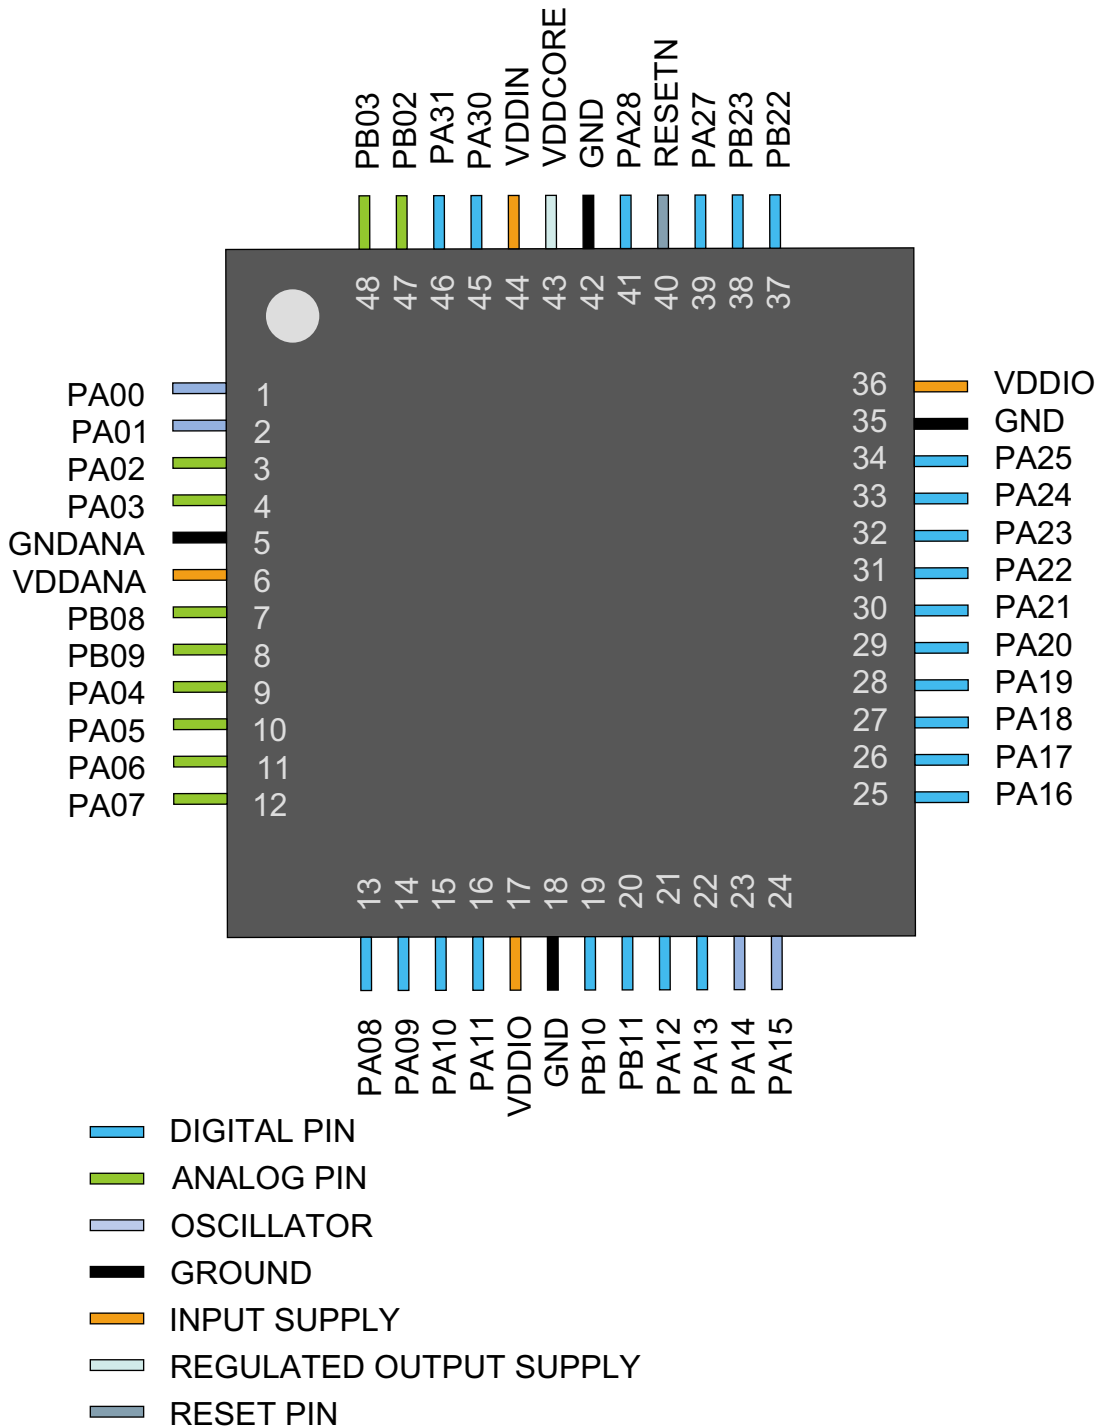 PB03
PB02
PA31
PA30
VDDIN
VDDCORE
GND
PA28
RESETN
PA27
PB23
PB22
48
47
46
45
44
43
42
41
40
39
38
37
PA00 1
PA01 2
PA02 3
PA03 4
GNDANA 5
VDDANA 6
PB08 7
PB09 8
PA04 9
PA05 10
PA06 11
PA07 12
36 VDDIO
35 GND
34 PA25
33 PA24
32 PA23
31 PA22
30 PA21
29 PA20
28 PA19
27 PA18
26 PA17
25 PA16
13
14
15
16
17
18
19
20
21
22
23
24
PA08
PA09
PA10
PA11
VDDIO
GND
PB10
PB11
PA12
PA13
PA14
PA15
DIGITAL PIN
ANALOG PIN
OSCILLATOR
GROUND
INPUT SUPPLY
REGULATED OUTPUT SUPPLY
RESET PIN